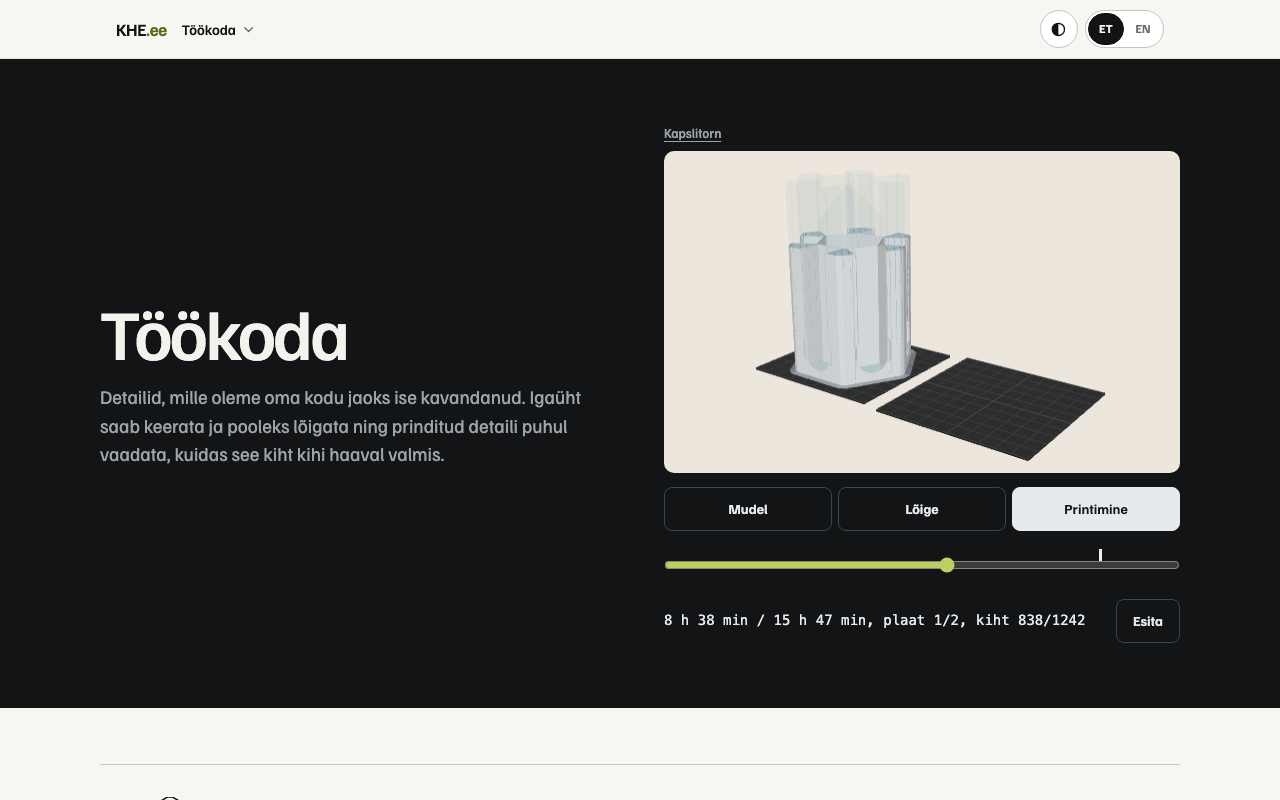 KHE.ee
Töökoda
ET
EN
Töökoda
Detailid, mille oleme oma kodu jaoks ise kavandanud. Igaüht
saab keerata ja pooleks lõigata ning prinditud detaili puhul
vaadata, kuidas see kiht kihi haaval valmis.
Kapslitorn
Mudel
Lõige
Printimine
8 h 38 min / 15 h 47 min, plaat 1/2, kiht 838/1242
Esita